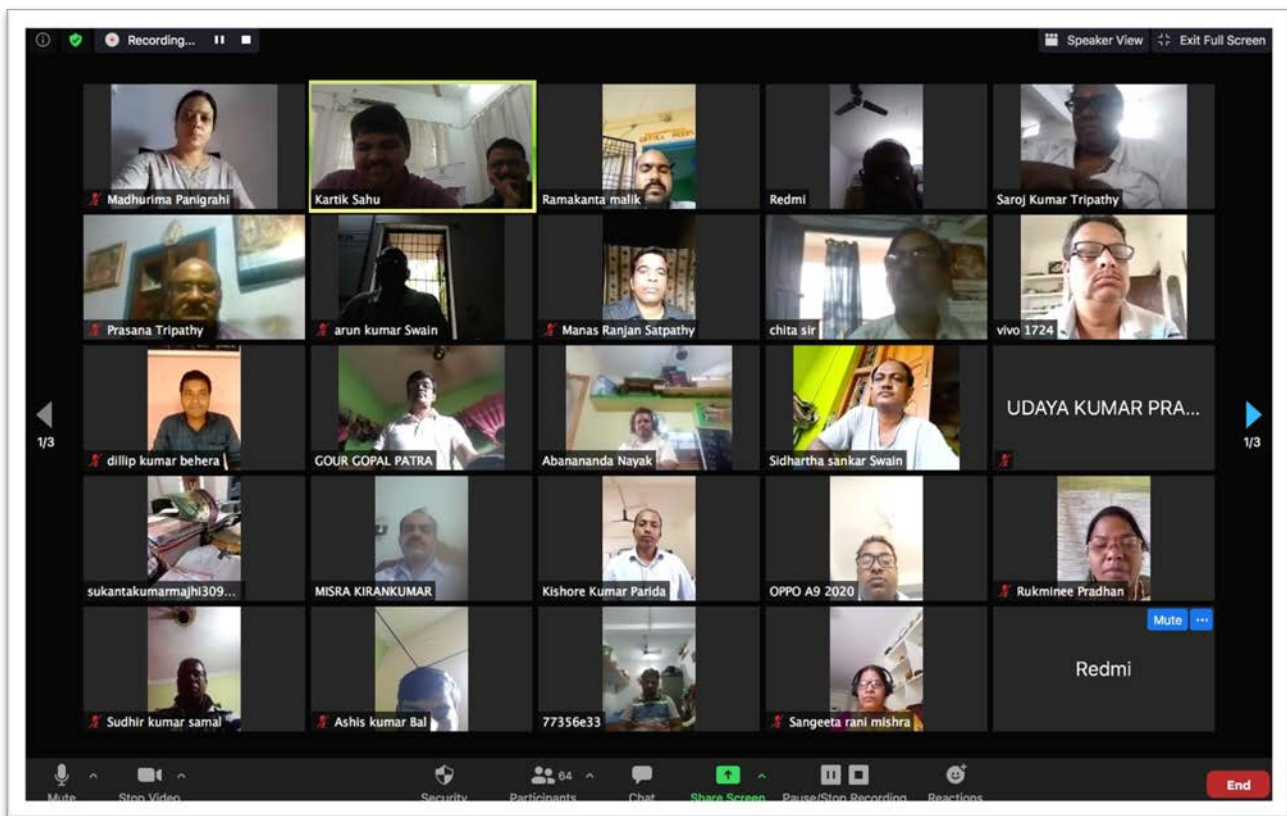 Recording...
Speaker View
Exit Full Screen
Madhurima Panigrahi
Kartik Sahu
Ramakanta malik
Redmi
Saroj Kumar Tripathy
Prasana Tripathy
arun kumar Swain
Manas Ranjan Satpathy
chita sir
vivo 1724
dillip kumar behera
GOUR GOPAL PATRA
Abanananda Nayak
Sidhartha sankar Swain
UDAYA KUMAR PRA...
1/3
1/3
sukantakumarmajhi309...
MISRA KIRANKUMAR
Kishore Kumar Parida
OPPO A9 2020
Rukminee Pradhan
Mute
Redmi
Sudhir kumar samal
Ashis kumar Bal
77356e33
Sangeeta rani mishra
Mute
Stop Video
Security
Participants
64
Chat
Share Screen
Pause/Stop Recording
Reactions
End